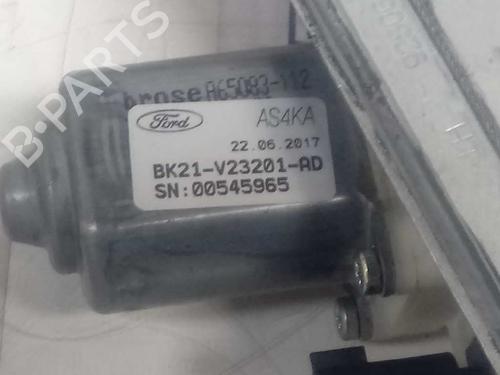 brose A65083-112
Ford AS4KA
22.06.2017
BK21-V23201-AD
SN:00545965
B-PARTS